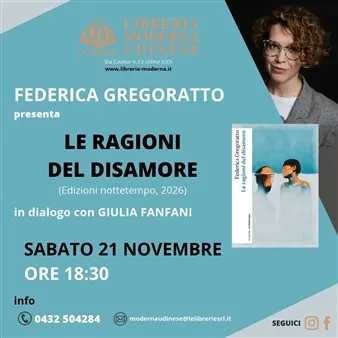 LIBRERIA
MODERNA
UDINESE
Via Cavour n.13 Udine (UD)
www.libreria-moderna.it
FEDERICA GREGORATTO
presenta
LE RAGIONI
DEL DISAMORE
(Edizioni nottetempo, 2026)
in dialogo con GIULIA FANFANI
Federica Gregoratto
Le ragioni del disamore
SABATO 21 NOVEMBRE
ORE 18:30
info
0432 504284
modernaudinese@lelibreriesrl.it
SEGUICI